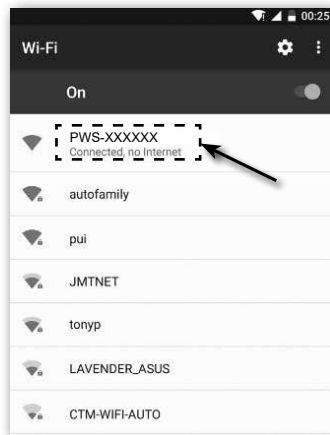 00:25
Wi-Fi
On
PWS-XXXXXX
Connected, no Internet
autofamily
pui
JMTNET
tonyp
LAVENDER_ASUS
CTM-WIFI-AUTO